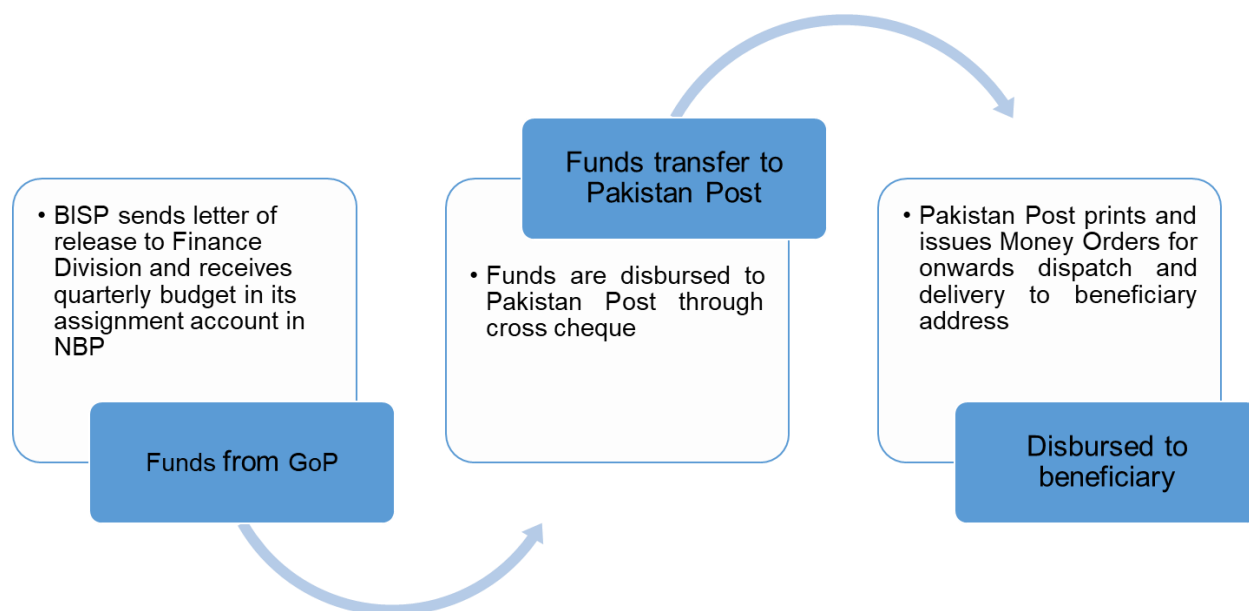 • BISP sends letter of
release to Finance
Division and receives
quarterly budget in its
assignment account in
NBP
Funds from GoP
Funds transfer to
Pakistan Post
• Funds are disbursed to
Pakistan Post through
cross cheque
• Pakistan Post prints and
issues Money Orders for
onwards dispatch and
delivery to beneficiary
address
Disbursed to
beneficiary